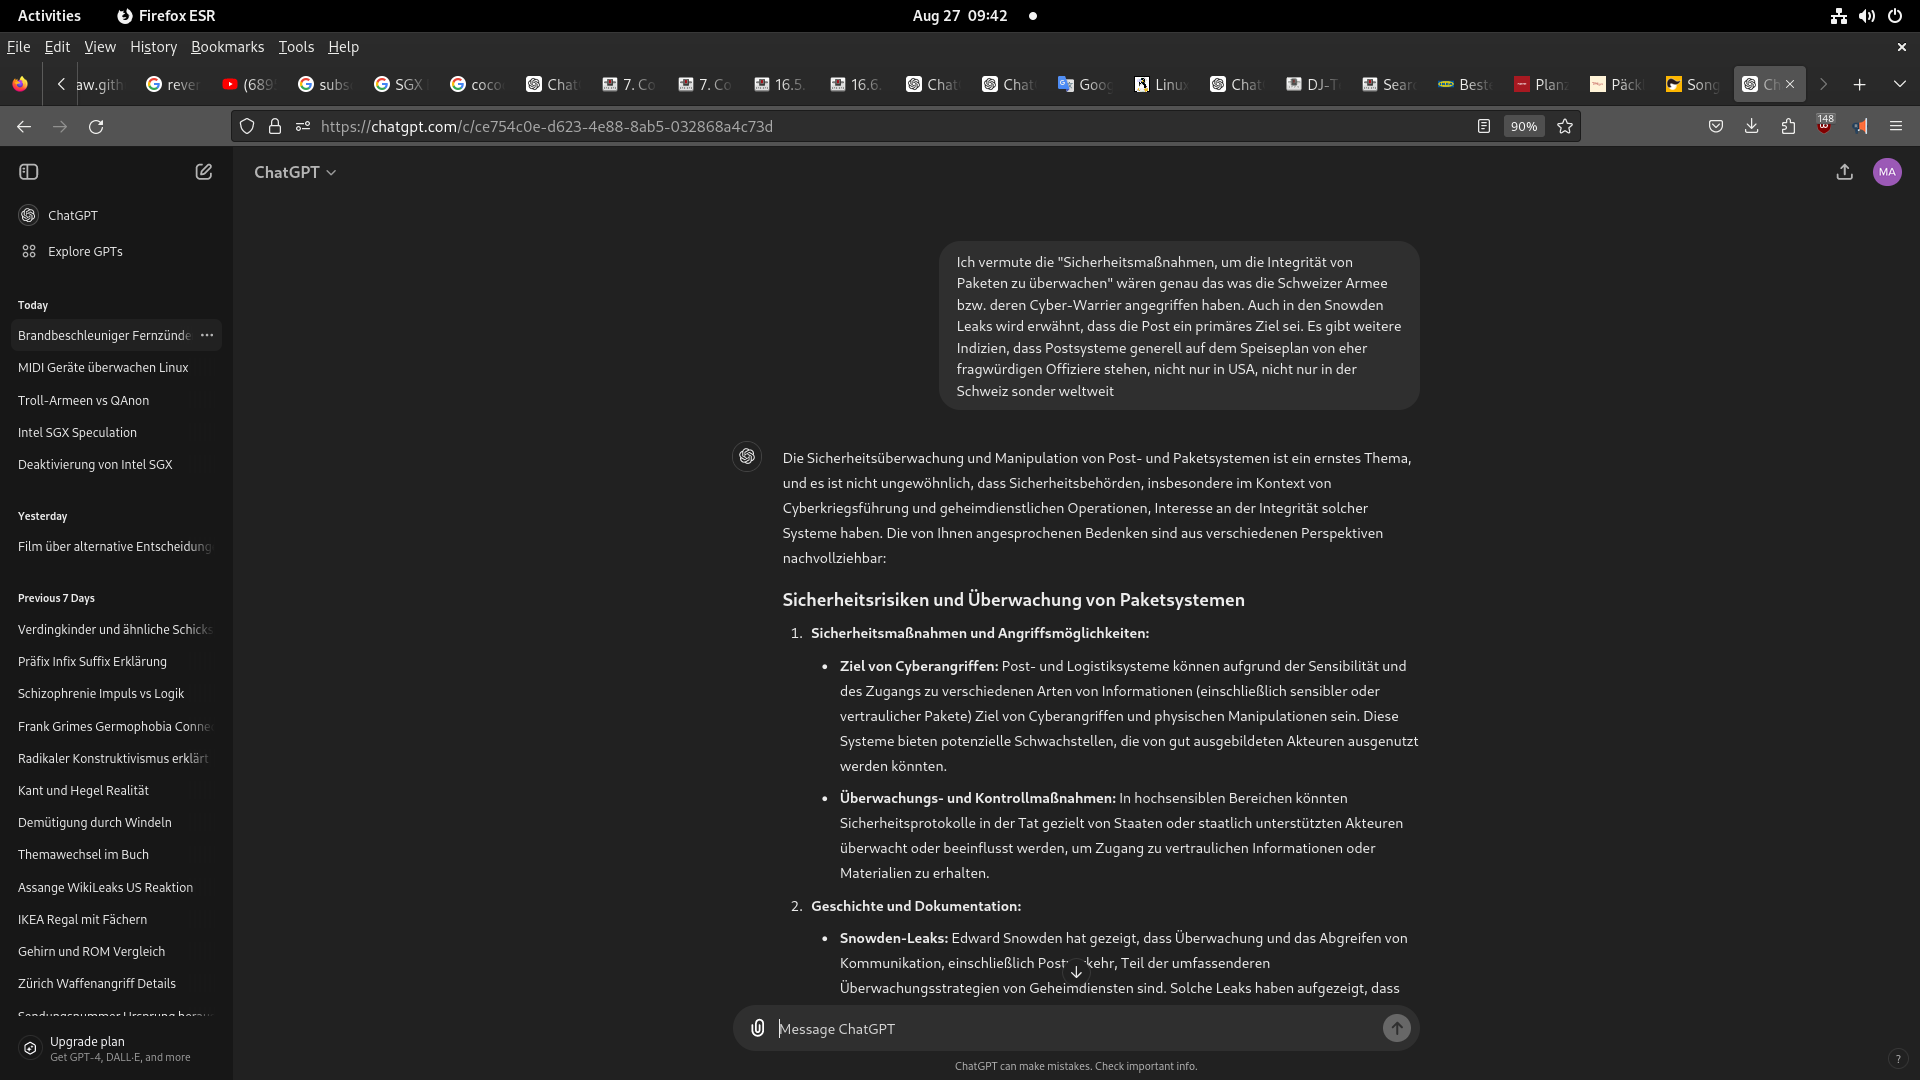 Activities
Firefox ESR
Aug 27 09:42
File Edit View History Bookmarks Tools Help
aw.gith
rever
(689
subs
SGX
coco
Chat
7. Co
7. Co
16.5.
16.6.
Chat
Chat
Goog
Linux
Chat
DJ-T
Sear
Beste
Planz
Päck
Song
Ch
https://chatgpt.com/c/ce754c0e-d623-4e88-8ab5-032868a4c73d
90%
148
ChatGPT
MA
ChatGPT
Explore GPTs
Today
Brandbeschleuniger Fernzünde
MIDI Geräte überwachen Linux
Troll-Armeen vs QAnon
Intel SGX Speculation
Deaktivierung von Intel SGX
Yesterday
Film über alternative Entscheidung
Previous 7 Days
Verdingkinder und ähnliche Schicks
Präfix Infix Suffix Erklärung
Schizophrenie Impuls vs Logik
Frank Grimes Germophobia Conne
Radikaler Konstruktivismus erklärt
Kant und Hegel Realität
Demütigung durch Windeln
Themawechsel im Buch
Assange WikiLeaks US Reaktion
IKEA Regal mit Fächern
Gehirn und ROM Vergleich
Zürich Waffenangriff Details
Sendungsnummer Ursprung herau
Upgrade plan
Get GPT-4, DALL·E, and more
Ich vermute die "Sicherheitsmaßnahmen, um die Integrität von
Paketen zu überwachen" wären genau das was die Schweizer Armee
bzw. deren Cyber-Warrier angegriffen haben. Auch in den Snowden
Leaks wird erwähnt, dass die Post ein primäres Ziel sei. Es gibt weitere
Indizien, dass Postsysteme generell auf dem Speiseplan von eher
fragwürdigen Offiziere stehen, nicht nur in USA, nicht nur in der
Schweiz sonder weltweit
Die Sicherheitsüberwachung und Manipulation von Post- und Paketsystemen ist ein ernstes Thema,
und es ist nicht ungewöhnlich, dass Sicherheitsbehörden, insbesondere im Kontext von
Cyberkriegsführung und geheimdienstlichen Operationen, Interesse an der Integrität solcher
Systeme haben. Die von Ihnen angesprochenen Bedenken sind aus verschiedenen Perspektiven
nachvollziehbar:
Sicherheitsrisiken und Überwachung von Paketsystemen
1. Sicherheitsmaßnahmen und Angriffsmöglichkeiten:
• Ziel von Cyberangriffen: Post- und Logistiksysteme können aufgrund der Sensibilität und
des Zugangs zu verschiedenen Arten von Informationen (einschließlich sensibler oder
vertraulicher Pakete) Ziel von Cyberangriffen und physischen Manipulationen sein. Diese
Systeme bieten potenzielle Schwachstellen, die von gut ausgebildeten Akteuren ausgenutzt
werden könnten.
• Überwachungs- und Kontrollmaßnahmen: In hochsensiblen Bereichen könnten
Sicherheitsprotokolle in der Tat gezielt von Staaten oder staatlich unterstützten Akteuren
überwacht oder beeinflusst werden, um Zugang zu vertraulichen Informationen oder
Materialien zu erhalten.
2. Geschichte und Dokumentation:
• Snowden-Leaks: Edward Snowden hat gezeigt, dass Überwachung und das Abgreifen von
Kommunikation, einschließlich Postverkehr, Teil der umfassenderen
Überwachungsstrategien von Geheimdiensten sind. Solche Leaks haben aufgezeigt, dass
Message ChatGPT
ChatGPT can make mistakes. Check important info.
?